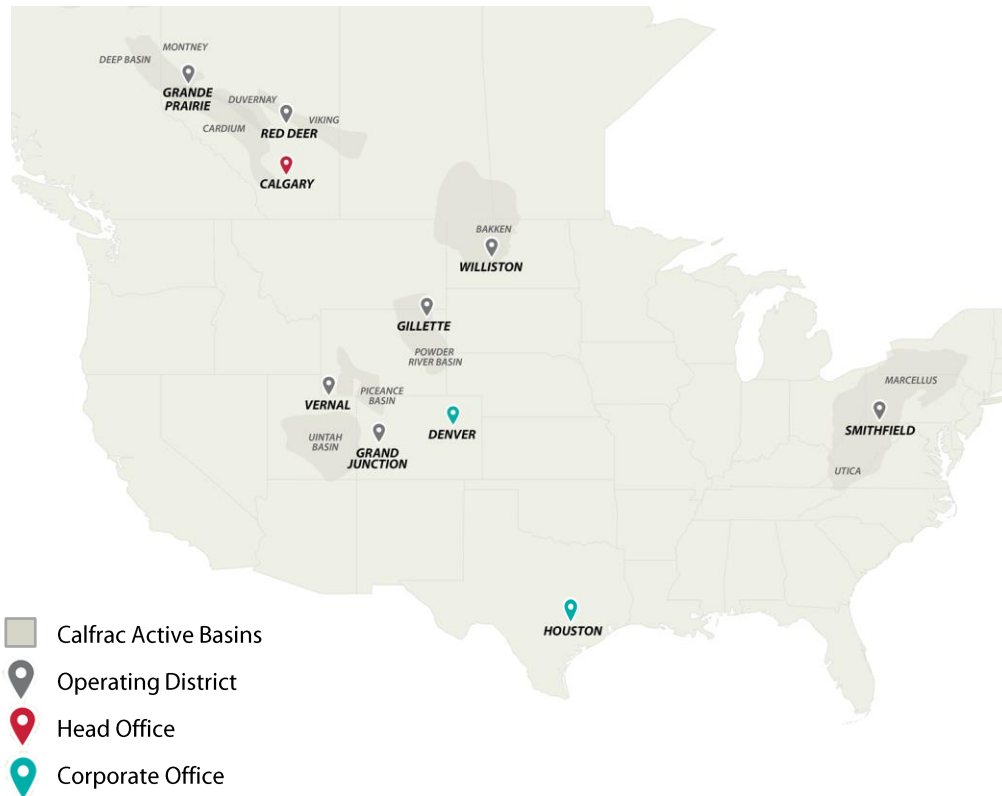 MONTNEY
DEEP BASIN
GRANDE
PRAIRIE
DUVERNAY
VIKING
CARDIUM
RED DEER
CALGARY
BAKKEN
WILLISTON
GILLETTE
POWDER
RIVER BASIN
VERNAL
PICEANCE
BASIN
DENVER
UINTAH
BASIN
GRAND
JUNCTION
MARCELLUS
SMITHFIELD
UTICA
HOUSTON
Calfrac Active Basins
Operating District
Head Office
Corporate Office